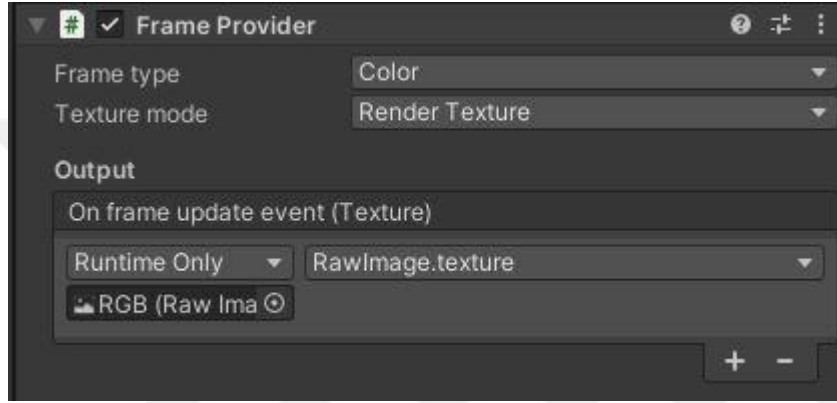 Frame Provider
Frame type Color
Texture mode Render Texture
Output
On frame update event (Texture)
Runtime Only RawImage.texture
RGB (Raw Ima